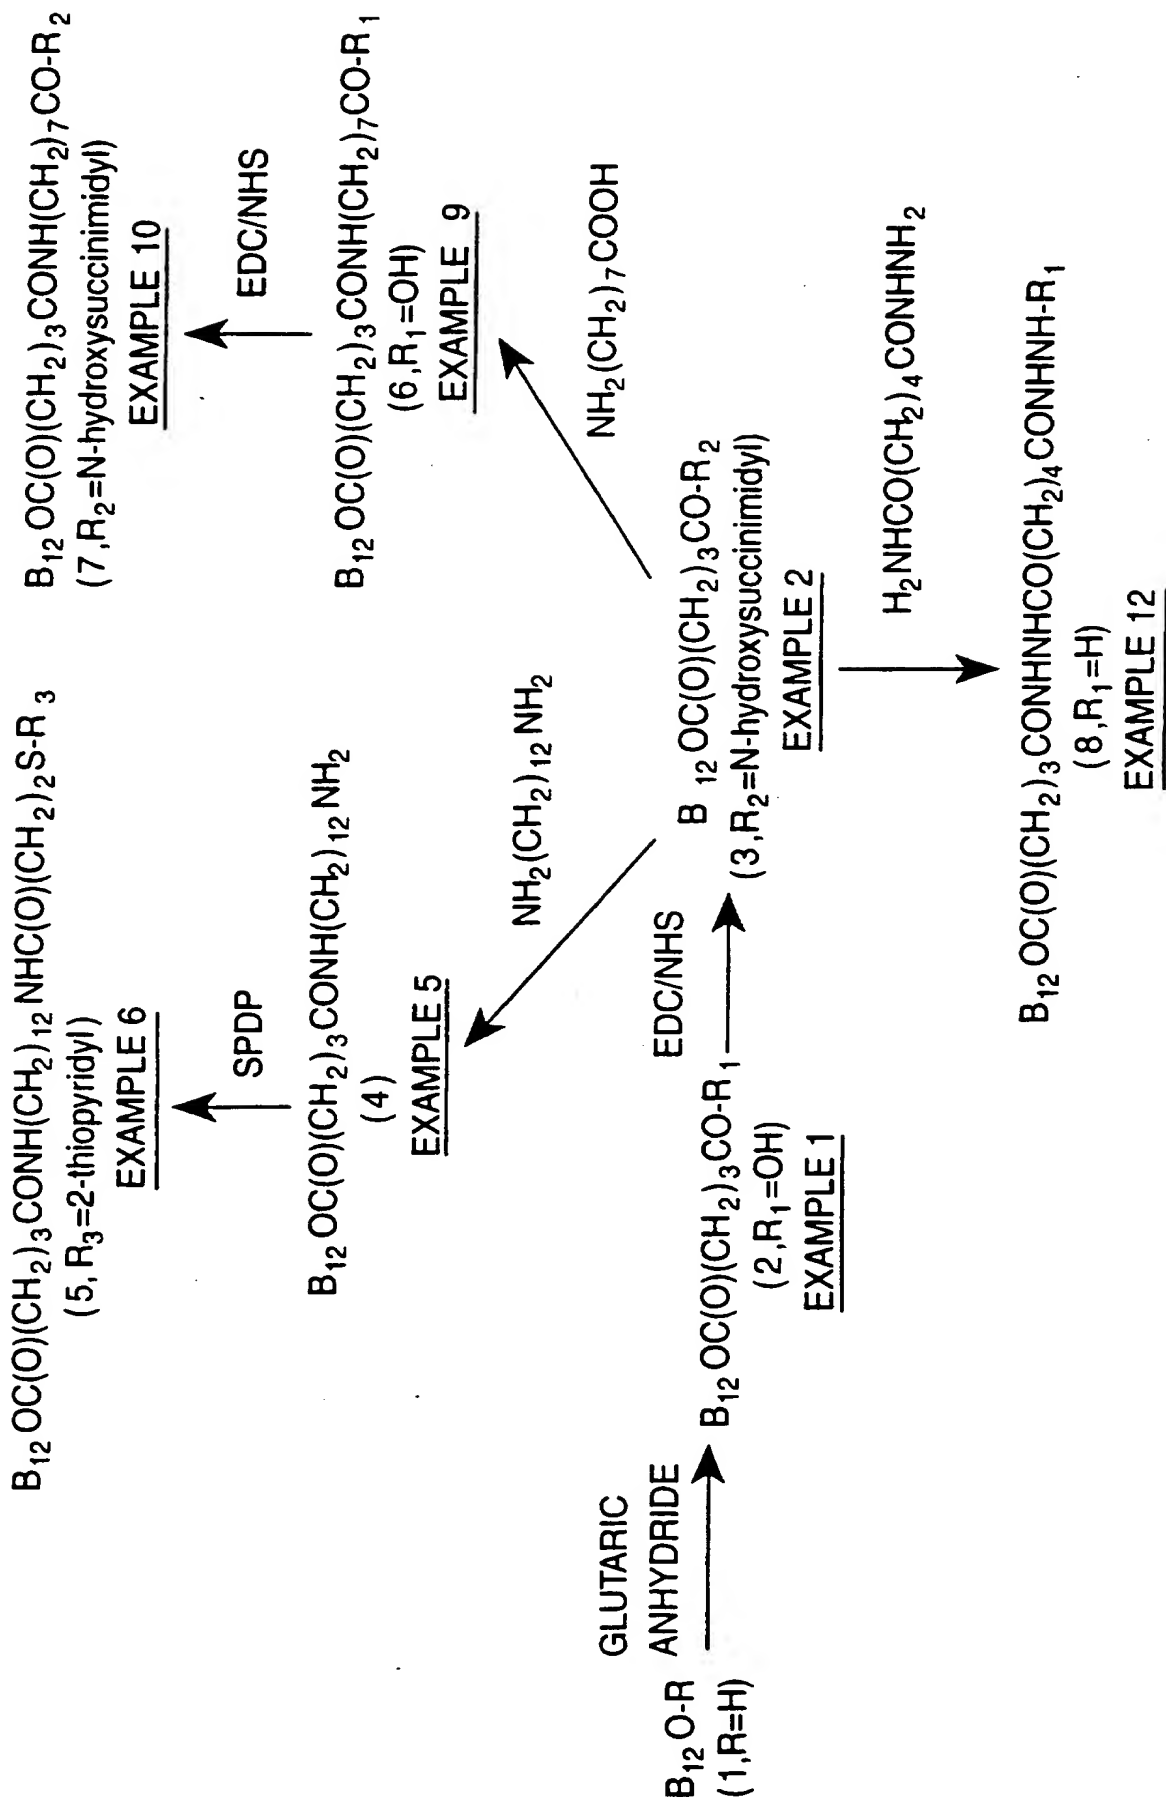 B12OC(O)(CH2)3CONH(CH2)12NHC(O)(CH2)2S-R3
(5,R3=2-thiopyridyl)
EXAMPLE 6
SPDP
B12OC(O)(CH2)3CONH(CH2)12NH2
(4)
EXAMPLE 5
NH2(CH2)12NH2
B12OC(O)(CH2)3CONH(CH2)7CO-R2
(7,R2=N-hydroxysuccinimidyl)
EXAMPLE 10
EDC/NHS
B12OC(O)(CH2)3CONH(CH2)7CO-R1
(6,R1=OH)
EXAMPLE 9
NH2(CH2)7COOH
B12O-R
(1,R=H)
GLUTARIC
ANHYDRIDE
B12OC(O)(CH2)3CO-R1
(2,R1=OH)
EXAMPLE 1
EDC/NHS
B12OC(O)(CH2)3CO-R2
(3,R2=N-hydroxysuccinimidyl)
EXAMPLE 2
H2NHCO(CH2)4CONHNH2
B12OC(O)(CH2)3CONHNHCO(CH2)4CONHNH-R1
(8,R1=H)
EXAMPLE 12